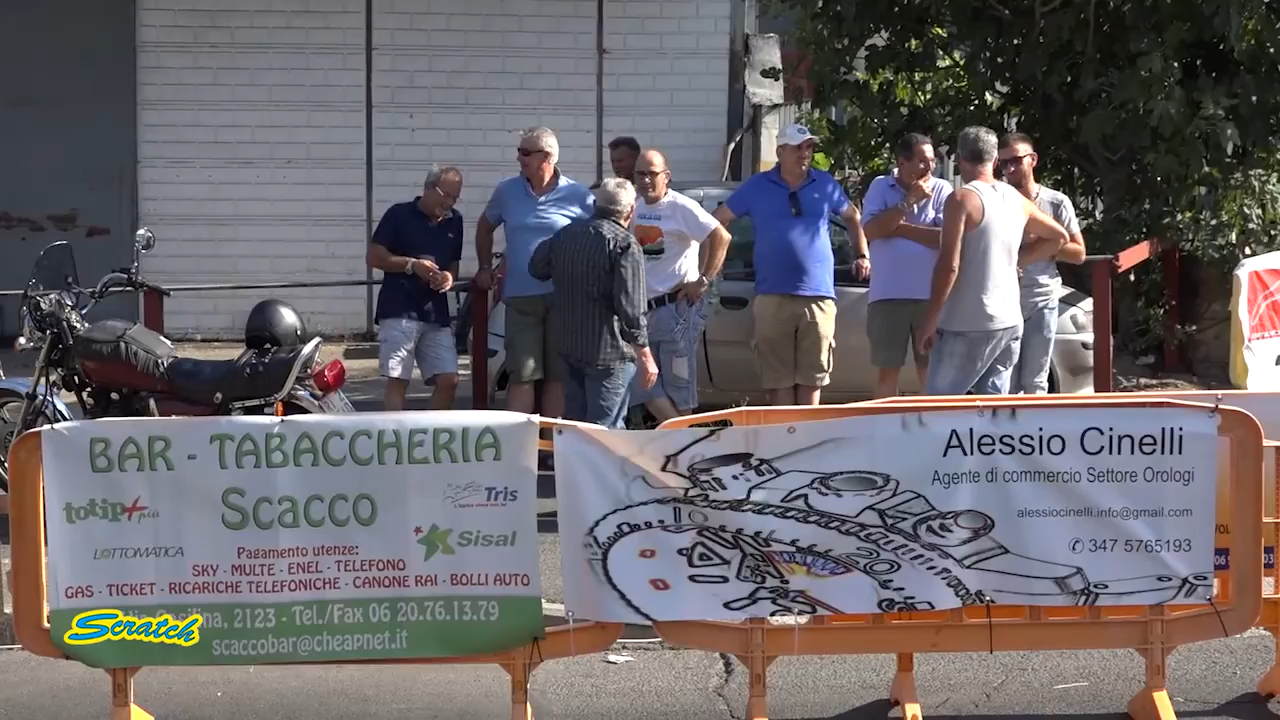 BAR - TABACCHERIA
Scacco
totip+ più
Tris
LOTTOMATICA
Sisal
Pagamento utenze:
SKY - MULTE - ENEL - TELEFONO
GAS - TICKET - RICARICHE TELEFONICHE - CANONE RAI - BOLLI AUTO
2123 - Tel./Fax 06 20.76.13.79
scaccobar@cheapnet.it
Scratch
Alessio Cinelli
Agente di commercio Settore Orologi
alessiocinelli.info@gmail.com
347 5765193